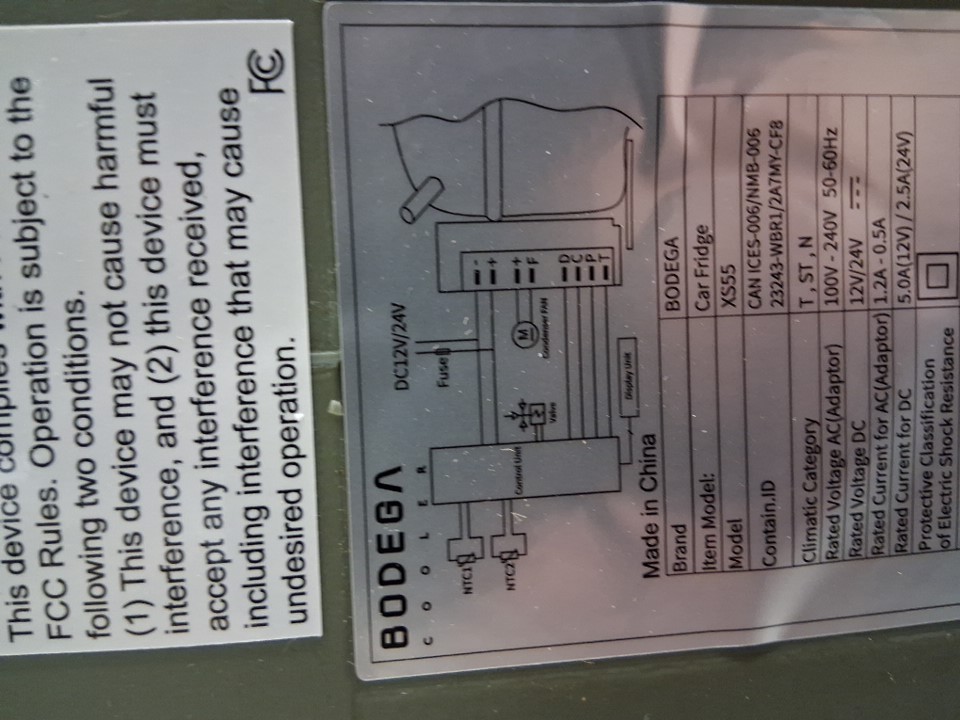 This device complies
FCC Rules. Operation is subject to the
following two conditions.
(1) This device may not cause harmful
interference, and (2) this device must
accept any interference received,
including interference that may cause
undesired operation.
FC
BODEGA
COOLER
DC12V/24V
Fuse
NTC1
NTC2
Control Unit
Valve
M
Condenser FAN
-
+
+
F
D
C
P
T
Display Unit
Made in China
Brand BODEGA
Item Model: Car Fridge
Model XS55
Contain.ID CAN ICES-006/NMB-006
23243-WBR1/2A7MY-CF8
Climatic Category T , ST , N
Rated Voltage AC(Adaptor) 100V - 240V 50-60Hz
Rated Voltage DC 12V/24V
Rated Current for AC(Adaptor) 1.2A - 0.5A
Rated Current for DC 5.0A(12V) / 2.5A(24V)
Protective Classification
of Electric Shock Resistance